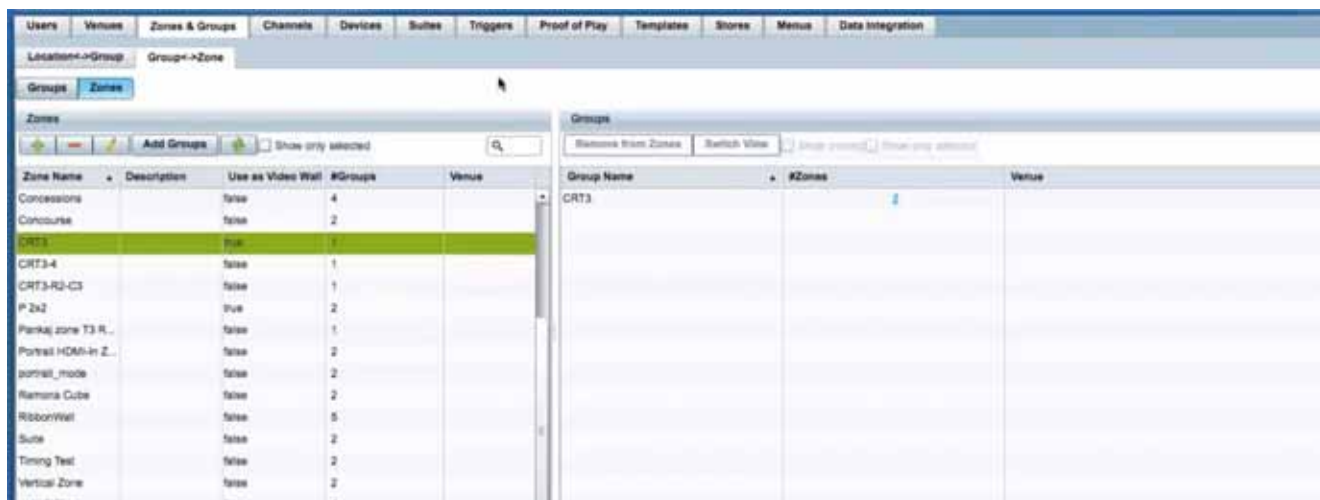 Users Venues Zones & Groups Channels Devices Suites Triggers Proof of Play Templates Stores Menus Data Integration
Location<->Group Group<->Zone
Groups Zones
Zones Groups
Add Groups Show only selected Remove from Zones Switch View Show only selected
Zone Name Description Use as Video Wall #Groups Venue Group Name #Zones Venue
Concessions false 4 CRT3 2
Concourse false 2
CRT3 true 1
CRT3-4 false 1
CRT3-R2-C3 false 1
P 2x2 true 2
Pankaj zone T3 R... false 1
Portrait HDMI-In Z... false 2
portrait_mode false 2
Ramona Cube false 2
RibbonWall false 5
Suite false 2
Timing Test false 2
Vertical Zone false 2